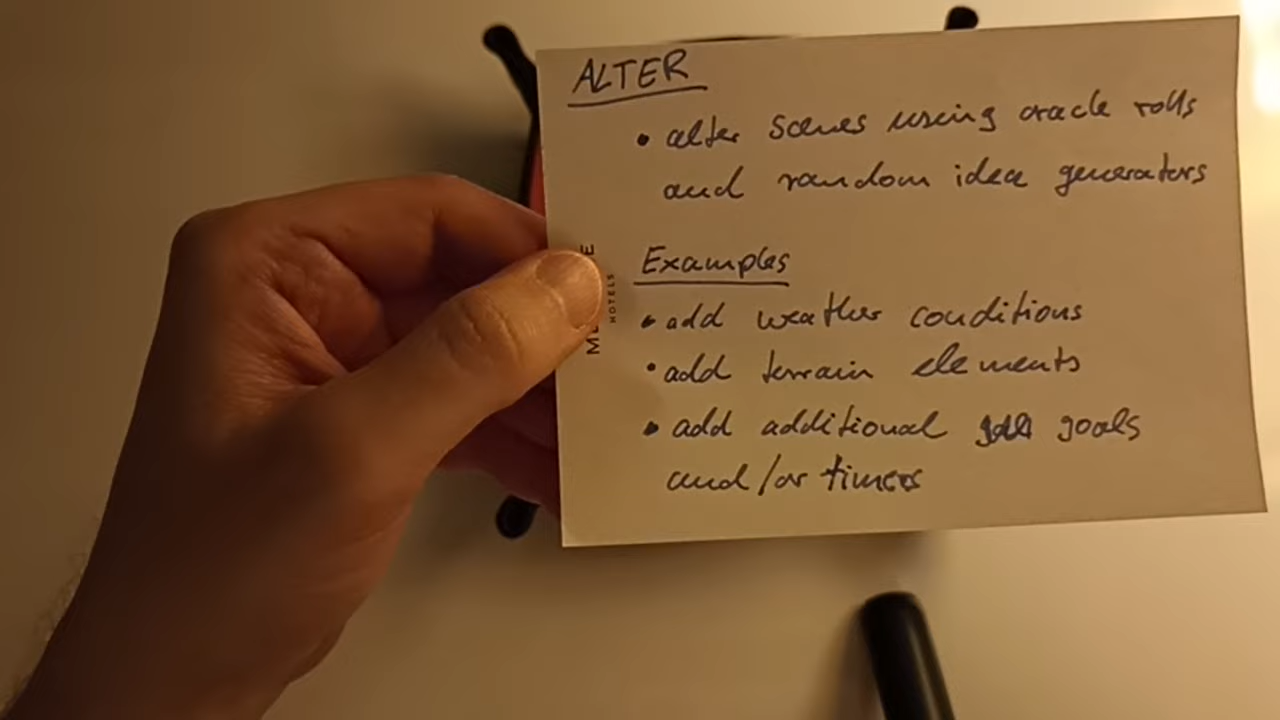 ALTER
• alter scenes using oracle rolls
and random idea generators
HOTELS
Examples
• add weather conditions
• add terrain elements
• add additional goals
and/or timers